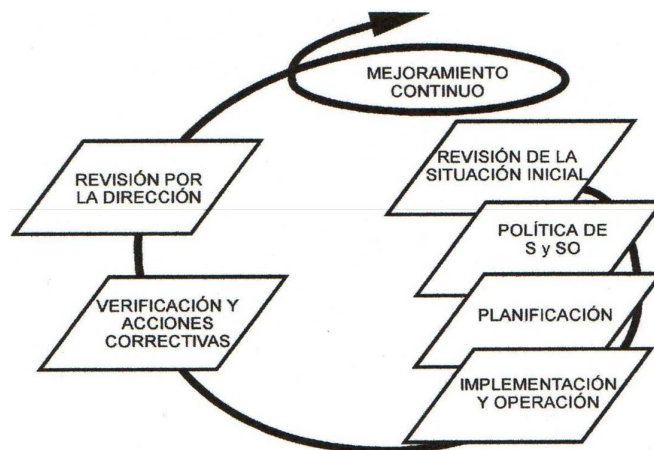 MEJORAMIENTO
CONTINUO
REVISIÓN DE LA
SITUACIÓN INICIAL
POLÍTICA DE
S y SO
PLANIFICACIÓN
IMPLEMENTACIÓN
Y OPERACIÓN
VERIFICACIÓN Y
ACCIONES
CORRECTIVAS
REVISIÓN POR
LA DIRECCIÓN